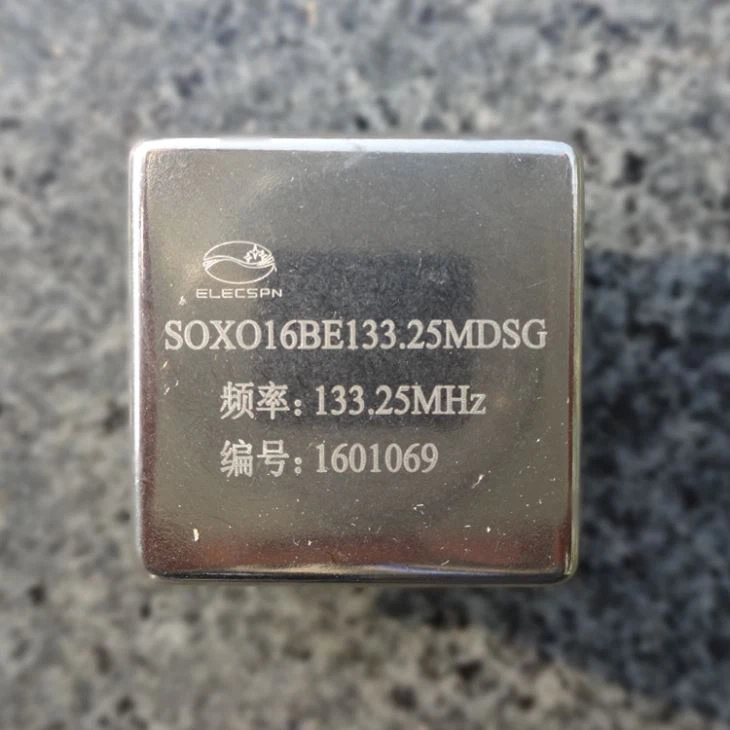 ELECSPN
SOXO16BE133.25MDSG
频率: 133.25MHz
编号: 1601069